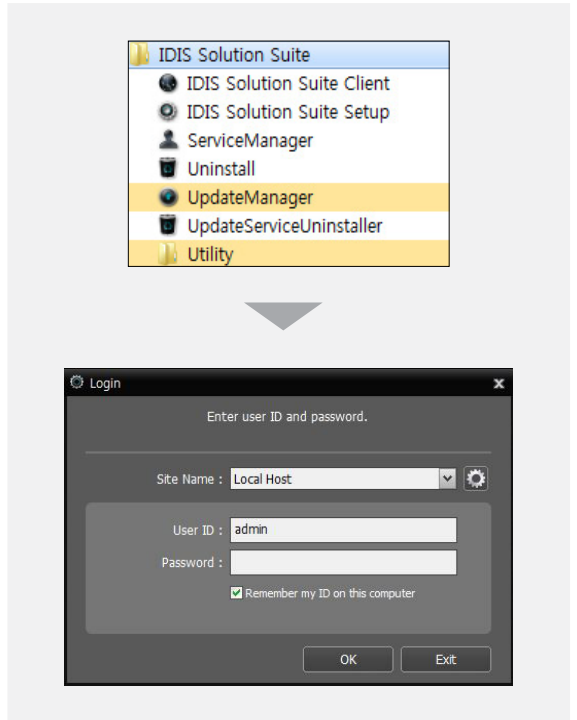 IDIS Solution Suite
IDIS Solution Suite Client
IDIS Solution Suite Setup
ServiceManager
Uninstall
UpdateManager
UpdateServiceUninstaller
Utility
Login
x
Enter user ID and password.
Site Name : Local Host
User ID : admin
Password :
Remember my ID on this computer
OK Exit